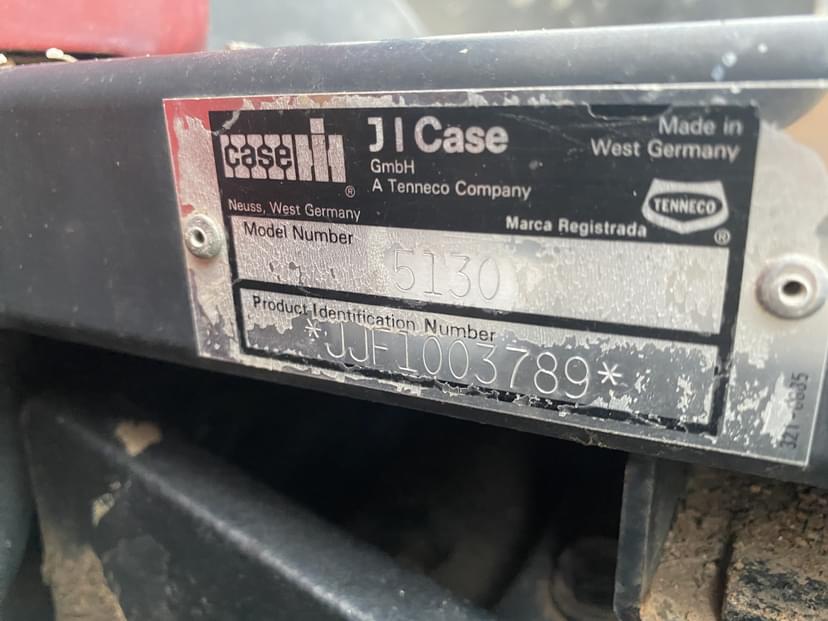 case IH ®
J I Case
GmbH
A Tenneco Company
Neuss, West Germany
Made in
West Germany
TENNECO
®
Marca Registrada
Model Number
5130
Product Identification Number
*JJF1003789*